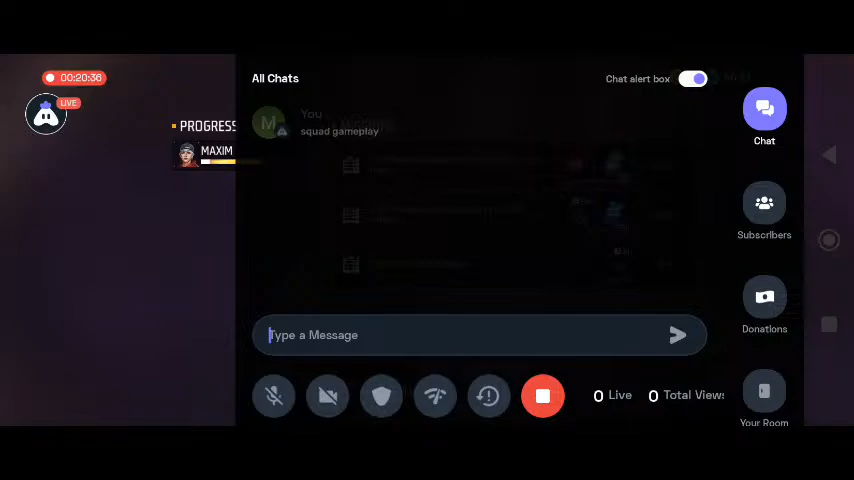 00:20:36
LIVE
PROGRESS
MAXIM
All Chats
Chat alert box
M
You
squad gameplay
Type a Message
0 Live
0 Total Views
Chat
Subscribers
Donations
Your Room